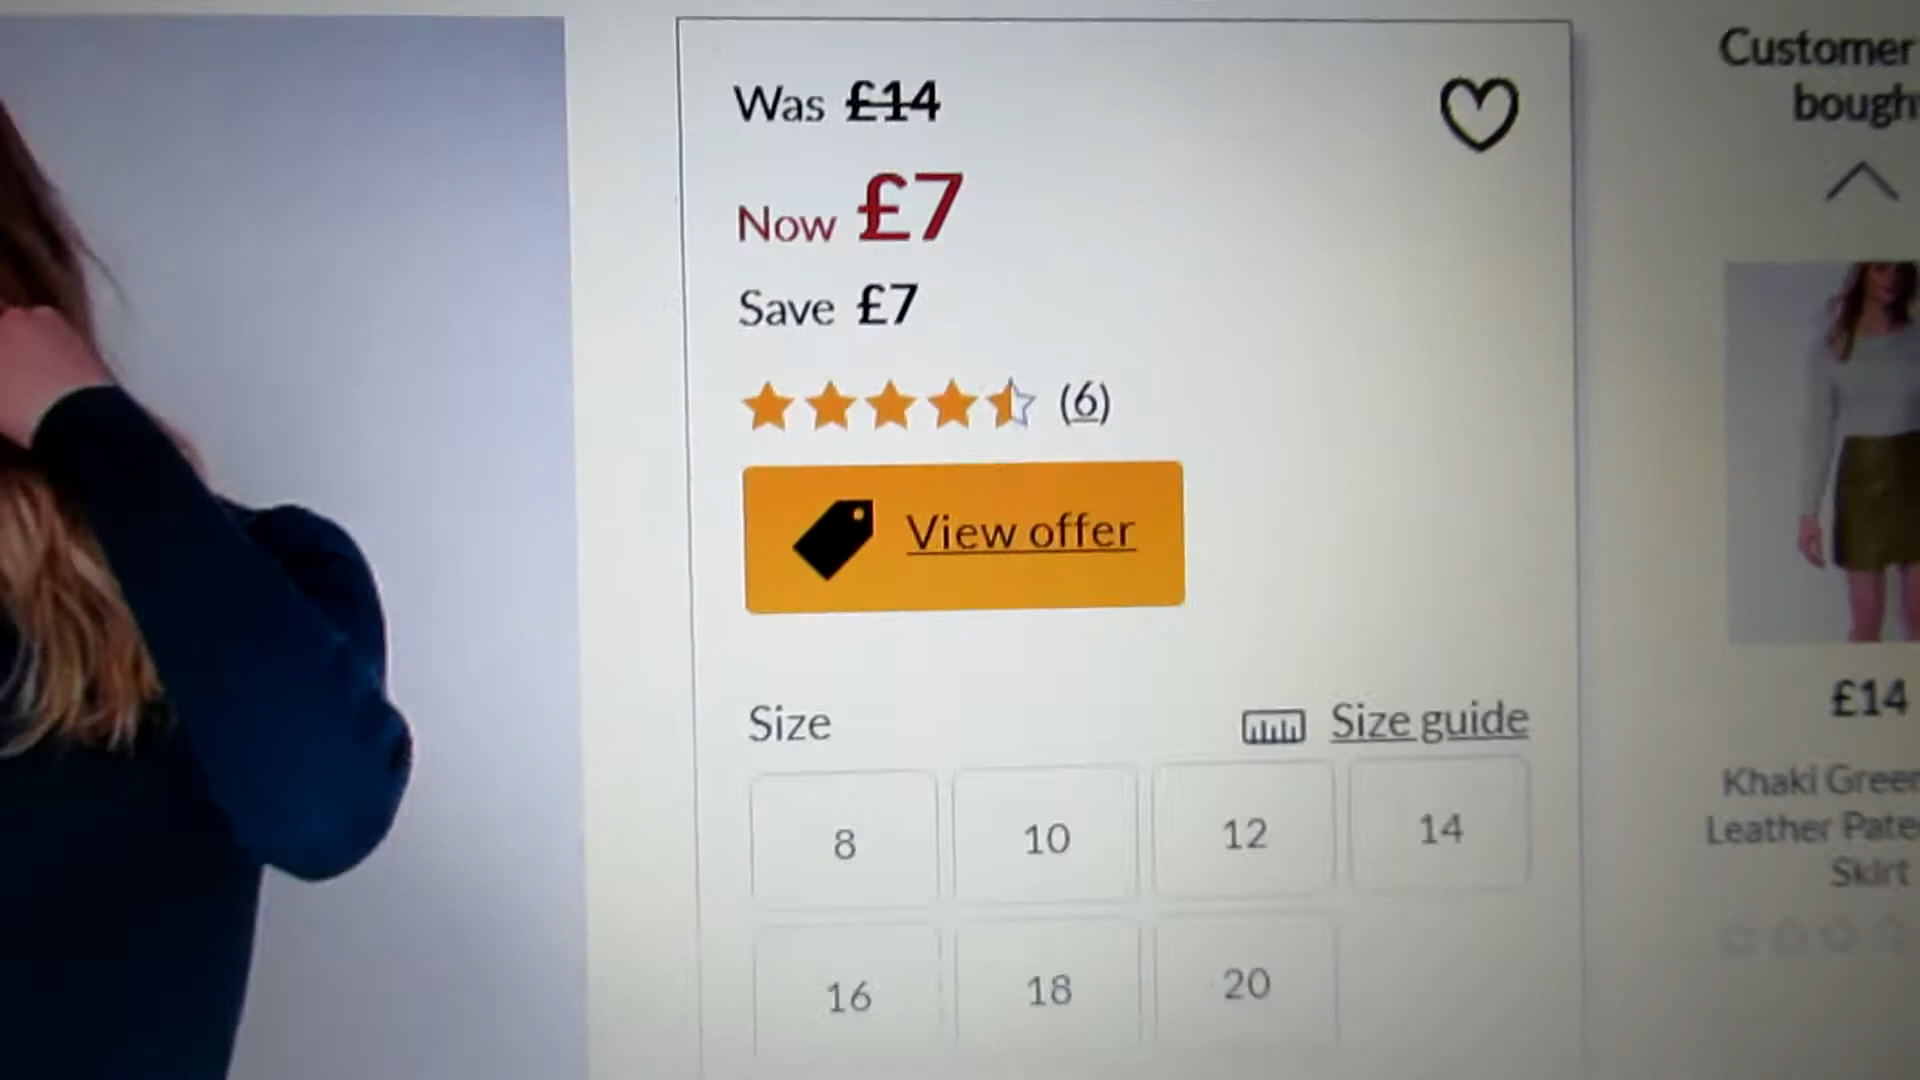 Was £14
Now £7
Save £7
(6)
View offer
Size
Size guide
8
10
12
14
16
18
20
Customer
bough
£14
Khaki Green
Leather Pate
Skirt